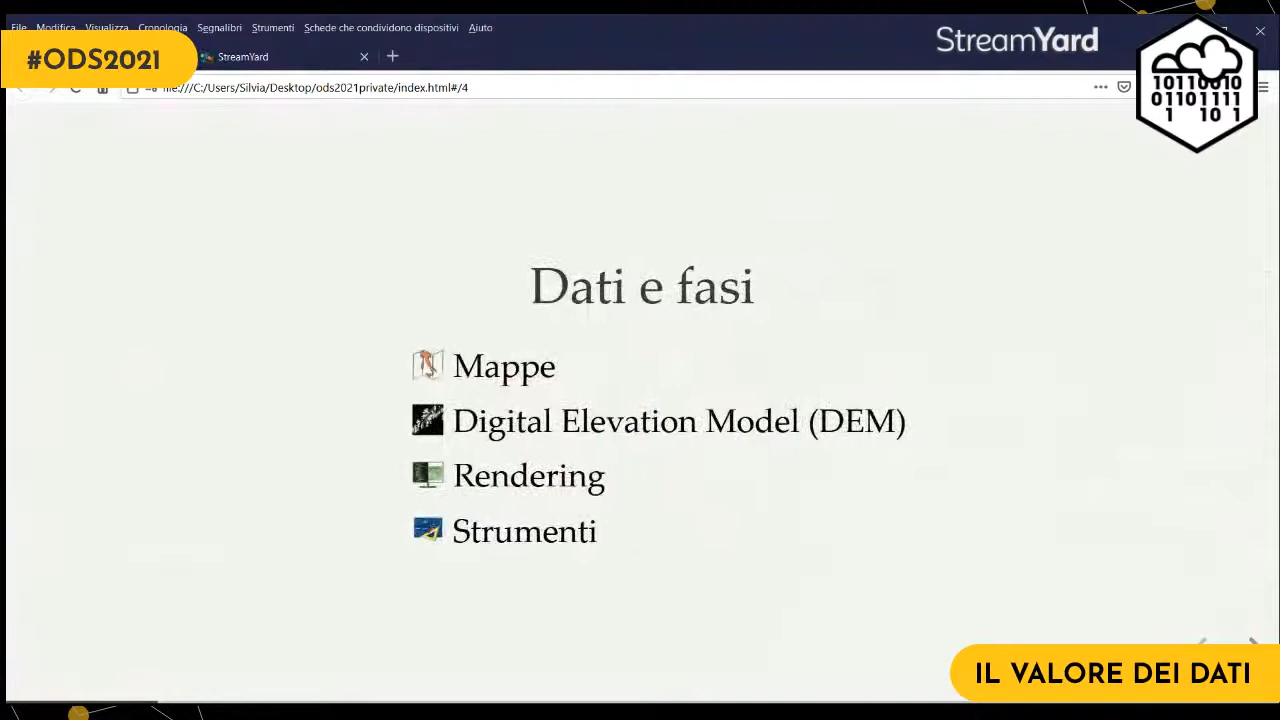 File Modifica Visualizza Cronologia Segnalibri Strumenti Schede che condividono dispositivi Aiuto
StreamYard
#ODS2021
StreamYard
file:///C:/Users/Silvia/Desktop/ods2021private/index.html#/4
10110010
01101111
1 10 1
Dati e fasi
Mappe
Digital Elevation Model (DEM)
Rendering
Strumenti
IL VALORE DEI DATI